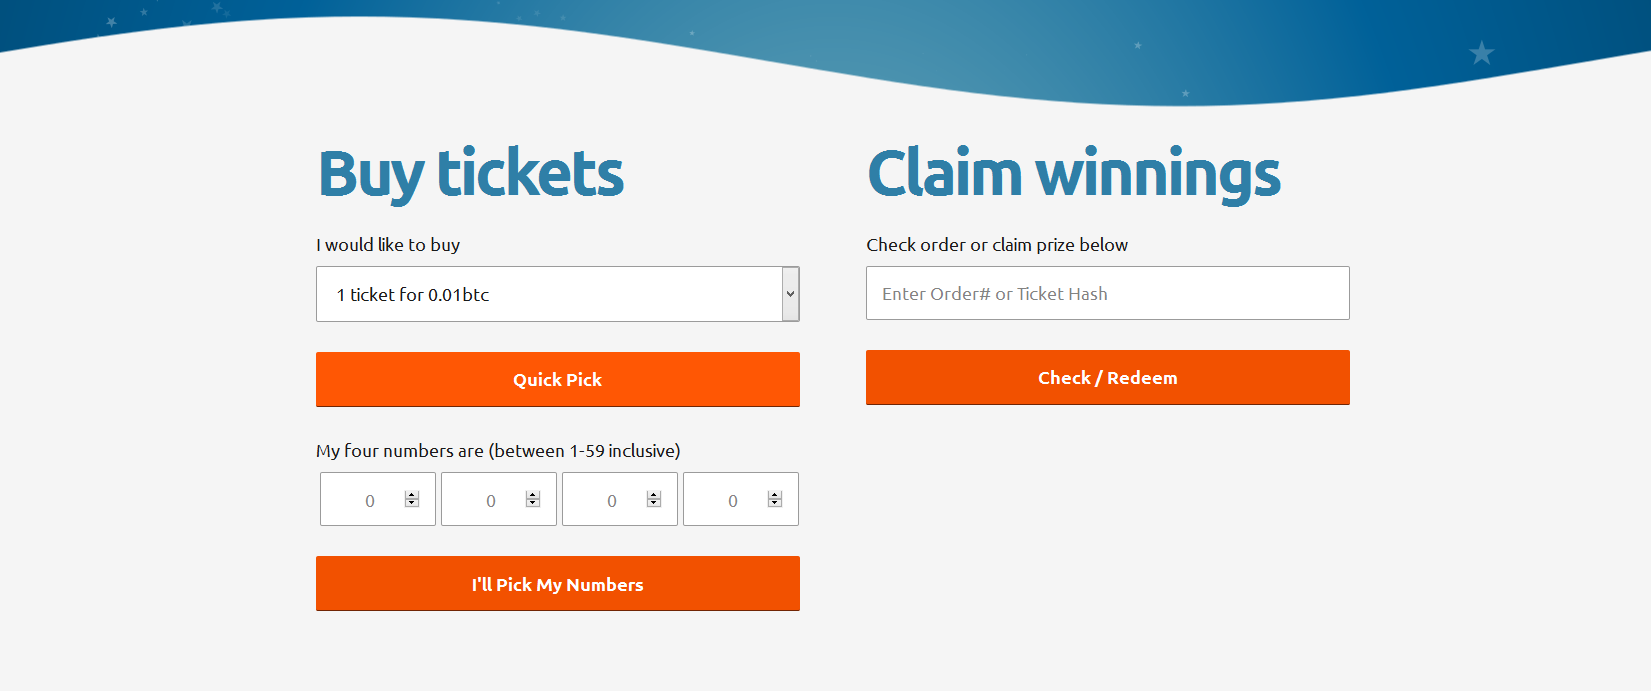 Buy tickets
I would like to buy
1 ticket for 0.01btc
Quick Pick
My four numbers are (between 1-59 inclusive)
0 0 0 0
I'll Pick My Numbers
Claim winnings
Check order or claim prize below
Enter Order# or Ticket Hash
Check / Redeem